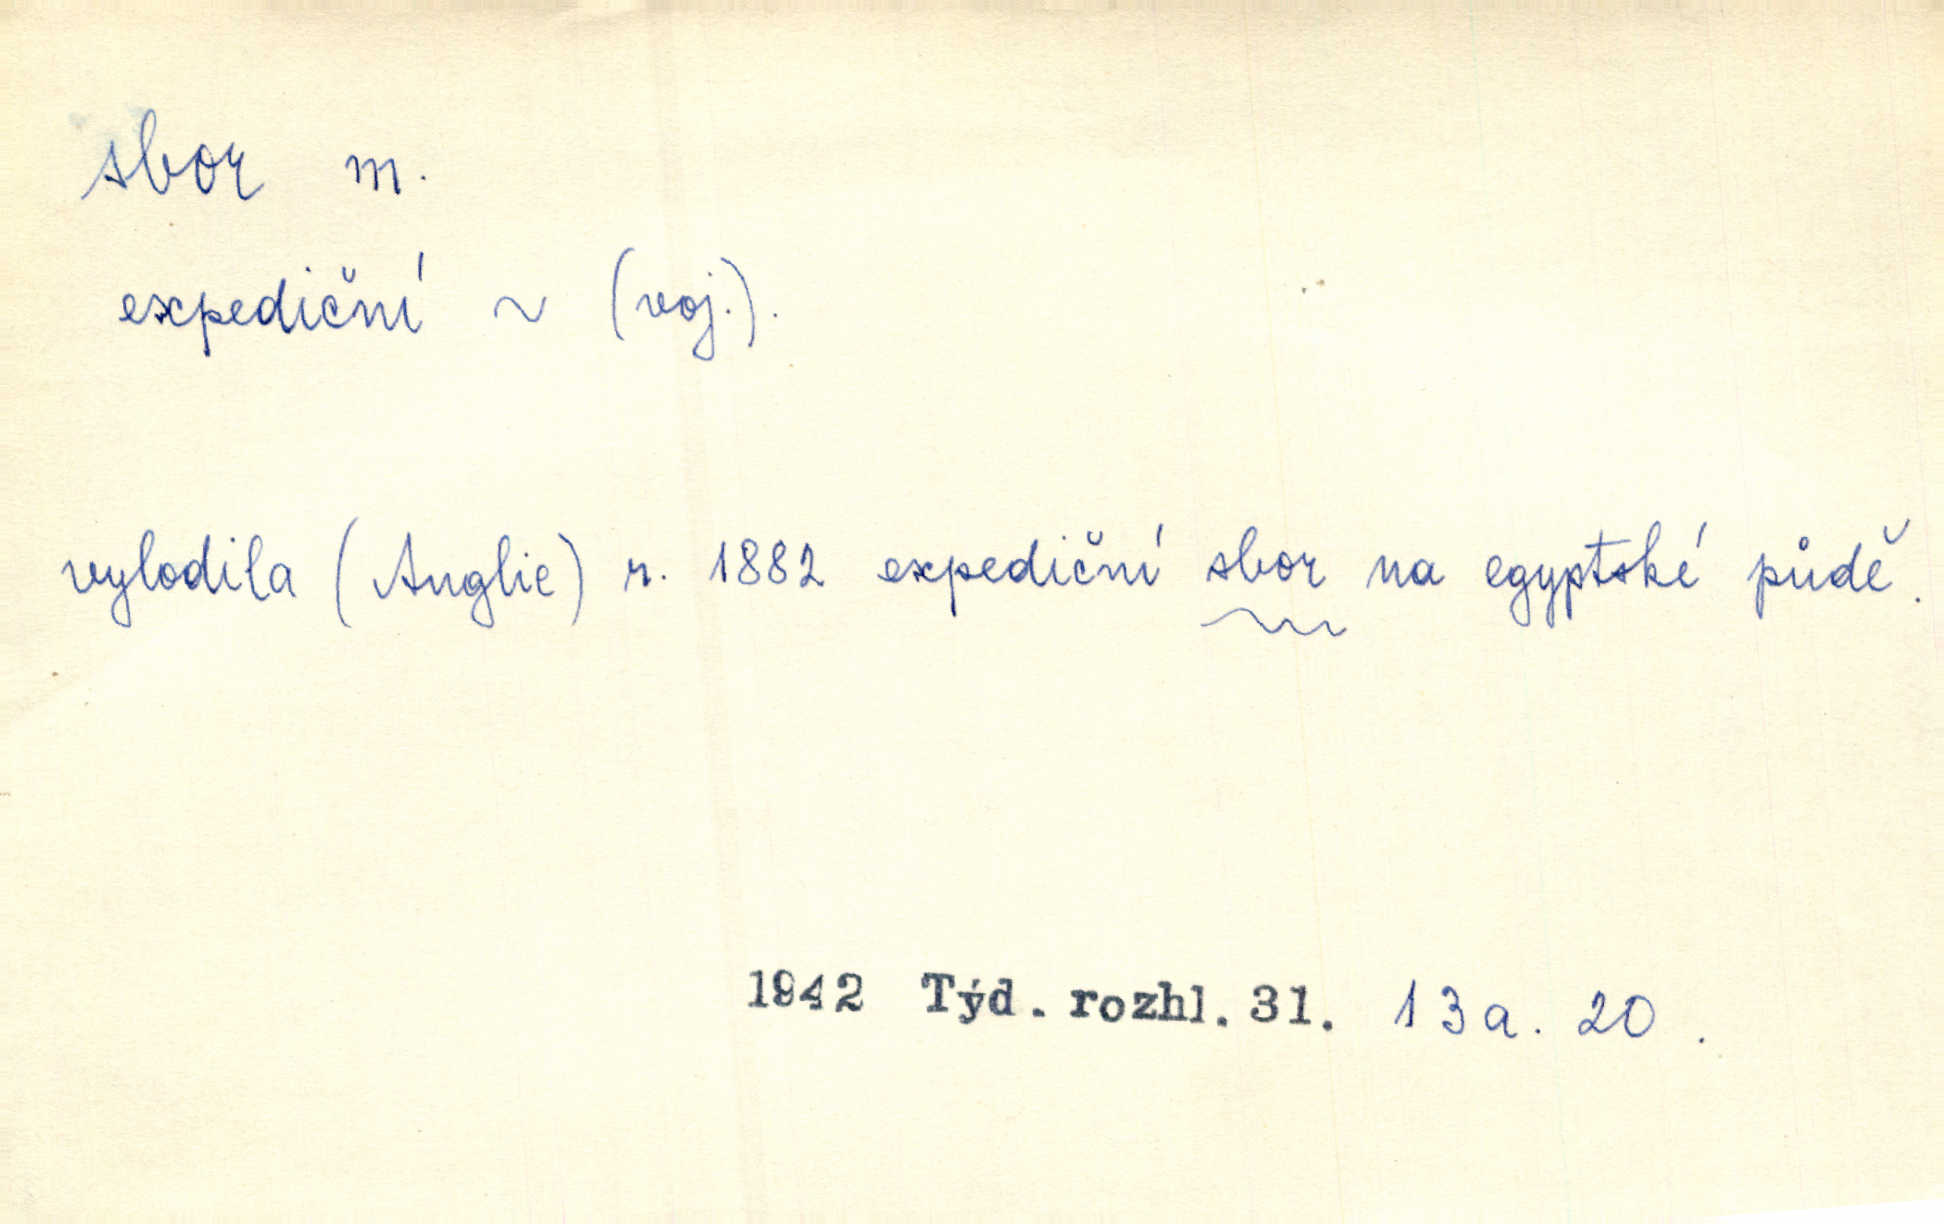 sbor m.
expediční ~ (voj.).
vylodila (Anglie) r. 1882 expediční sbor na egyptské půdě.
1942 Týd. rozhl. 31. 13a. 20.